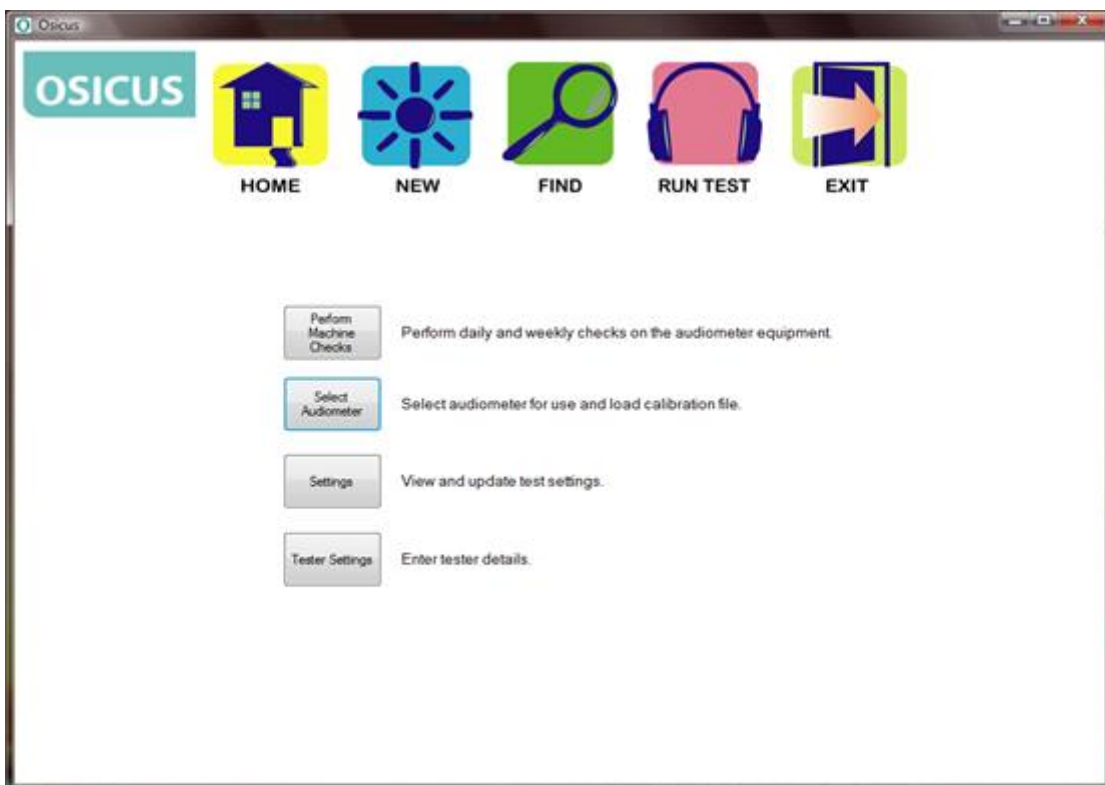 Osicus
OSICUS
HOME
NEW
FIND
RUN TEST
EXIT
Perform
Machine
Checks
Perform daily and weekly checks on the audiometer equipment.
Select
Audiometer
Select audiometer for use and load calibration file.
Settings
View and update test settings.
Tester Settings
Enter tester details.